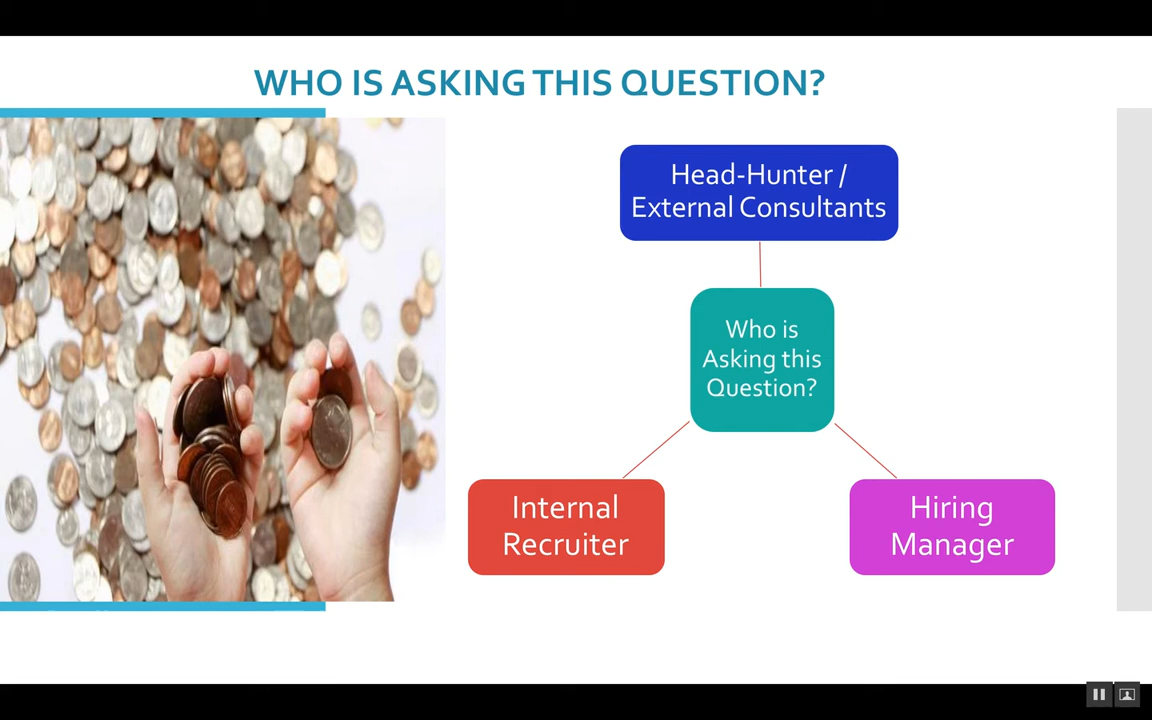 WHO IS ASKING THIS QUESTION?
Head-Hunter /
External Consultants
Who is
Asking this
Question?
Internal
Recruiter
Hiring
Manager